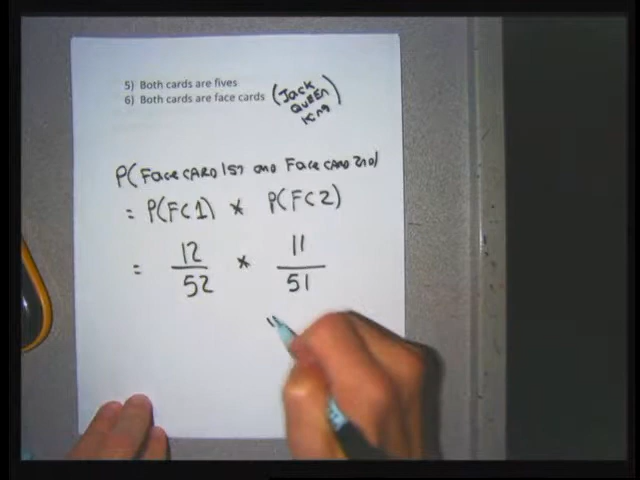 5) Both cards are fives
6) Both cards are face cards (Jack
Queen
King)
P(Face CARD 1ST AND Face CARD 2ND)
= P(FC1) * P(FC2)
= 12/52 * 11/51